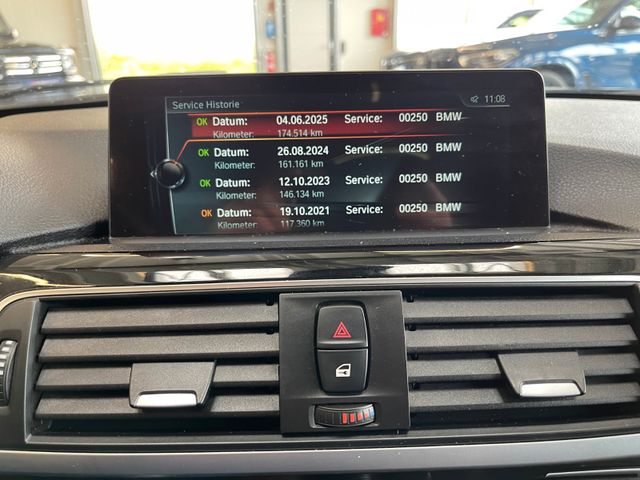 Service Historie 11:08
OK Datum: 04.06.2025 Service: 00250 BMW
Kilometer: 174.514 km
OK Datum: 26.08.2024 Service: 00250 BMW
Kilometer: 161.161 km
OK Datum: 12.10.2023 Service: 00250 BMW
Kilometer: 146.134 km
OK Datum: 19.10.2021 Service: 00250 BMW
Kilometer: 117.360 km